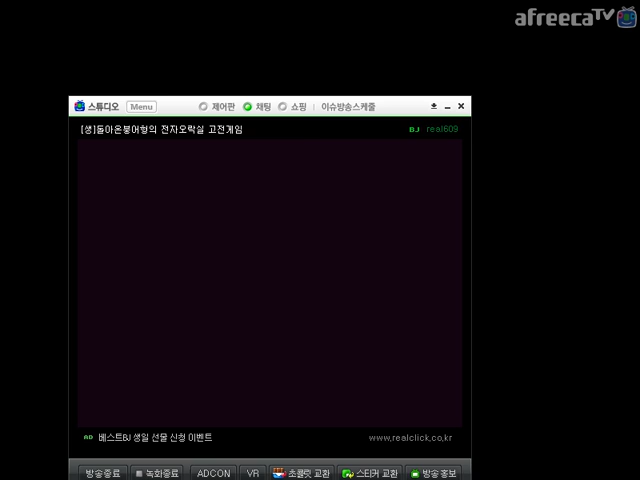 afreecaTV
스튜디오 Menu 제어판 채팅 쇼핑 이슈방송스케줄
[생]돌아온붕어형의 전자오락실 고전게임 BJ real609
AD 베스트BJ 생일 선물 신청 이벤트 www.realclick.co.kr
방송종료 녹화종료 ADCON VR 초콜릿 교환 스티커 교환 방송 홍보